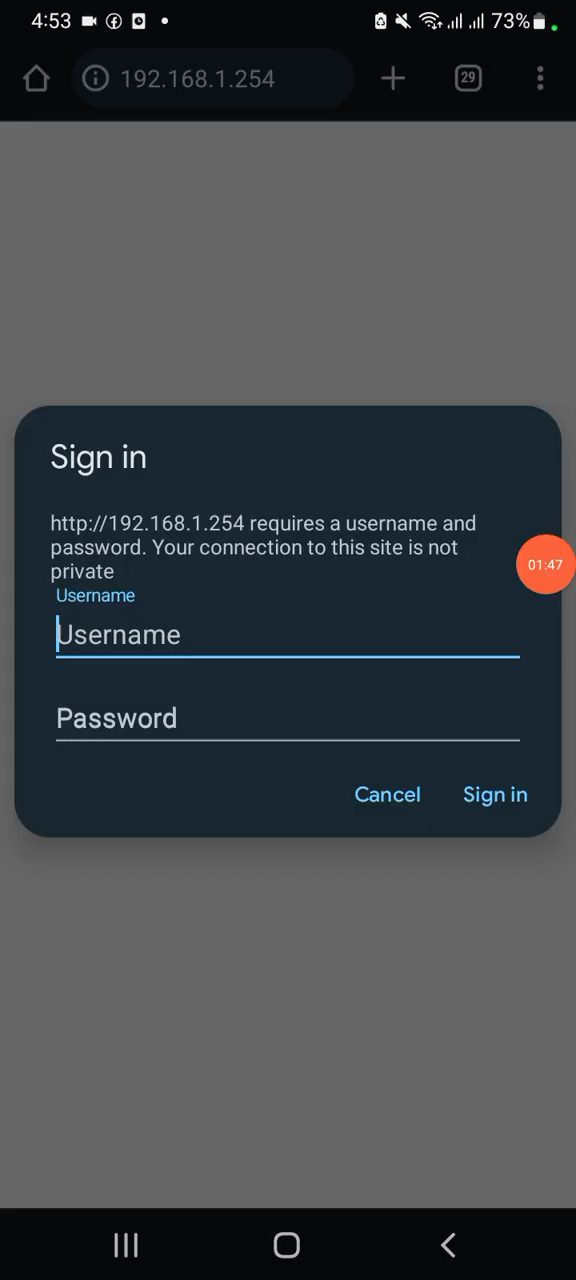 4:53
73%
192.168.1.254
29
Sign in
http://192.168.1.254 requires a username and
password. Your connection to this site is not
private
01:47
Username
Username
Password
Cancel Sign in